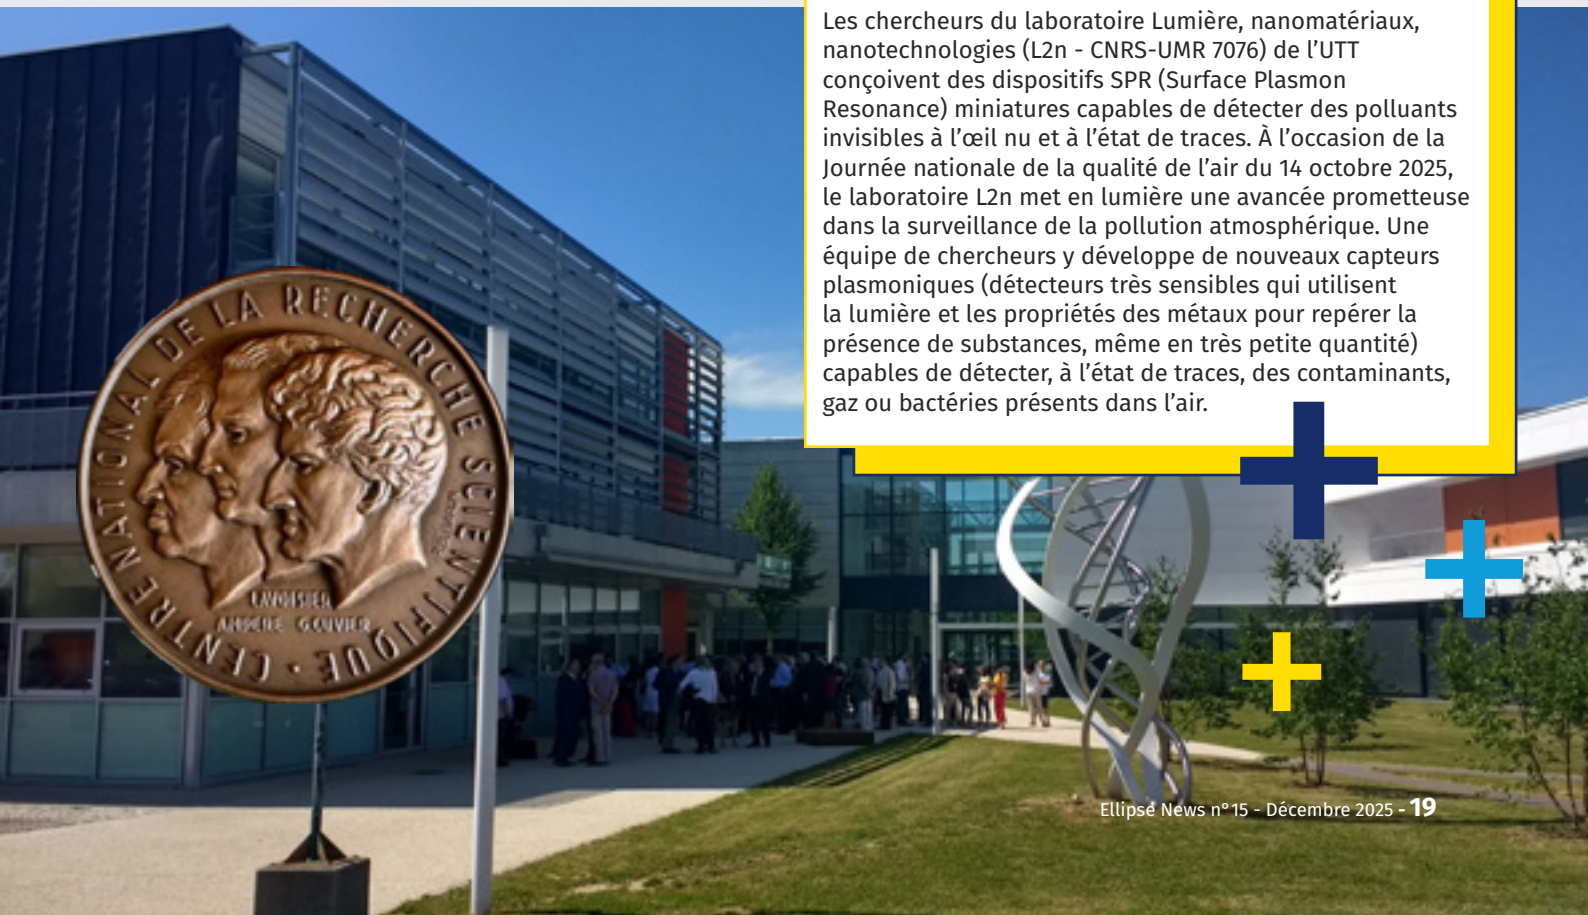 Les chercheurs du laboratoire Lumière, nanomatériaux,
nanotechnologies (L2n - CNRS-UMR 7076) de l’UTT
conçoivent des dispositifs SPR (Surface Plasmon
Resonance) miniatures capables de détecter des polluants
invisibles à l’œil nu et à l’état de traces. À l’occasion de la
Journée nationale de la qualité de l’air du 14 octobre 2025,
le laboratoire L2n met en lumière une avancée prometteuse
dans la surveillance de la pollution atmosphérique. Une
équipe de chercheurs y développe de nouveaux capteurs
plasmoniques (détecteurs très sensibles qui utilisent
la lumière et les propriétés des métaux pour repérer la
présence de substances, même en très petite quantité)
capables de détecter, à l’état de traces, des contaminants,
gaz ou bactéries présents dans l’air.
CENTRE NATIONAL DE LA RECHERCHE SCIENTIFIQUE
LAVOISIER
AMPERE G.CUVIER
Ellipse News n°15 - Décembre 2025 - 19